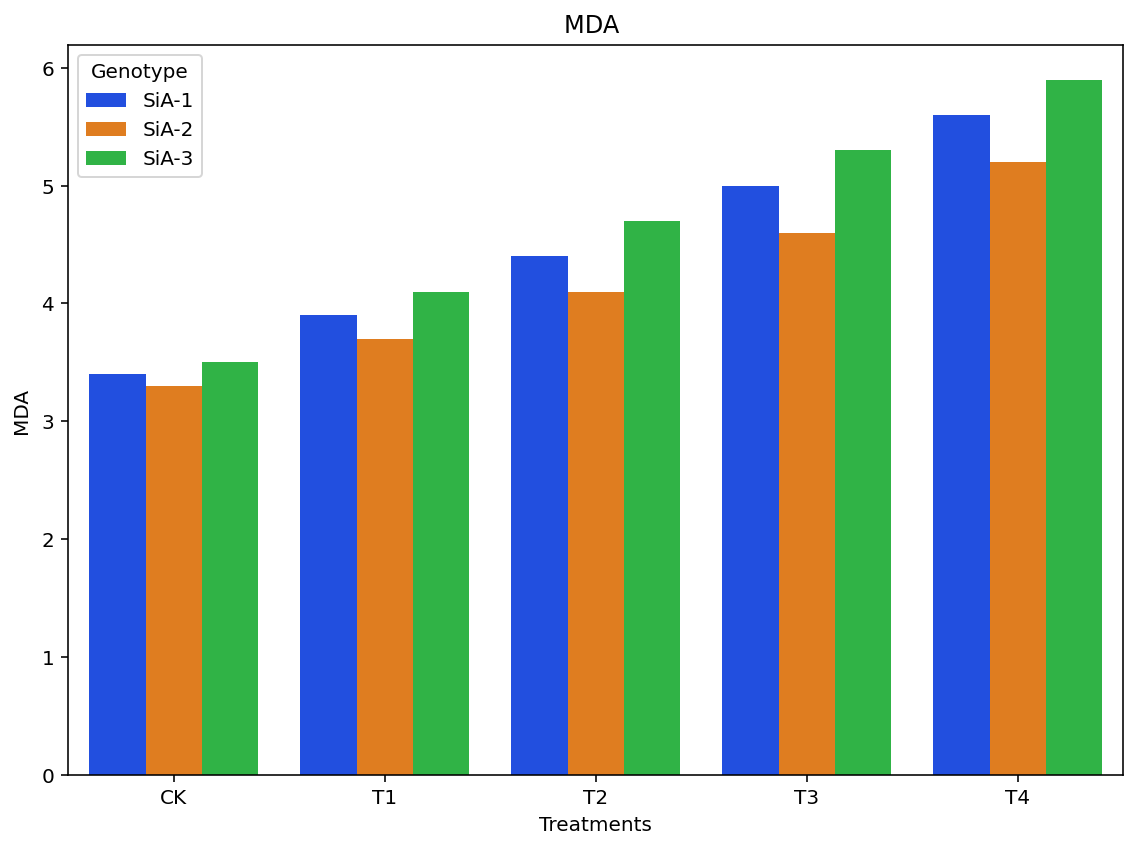 MDA
Genotype
SiA-1
SiA-2
SiA-3
MDA
6
5
4
3
2
1
0
CK T1 T2 T3 T4
Treatments